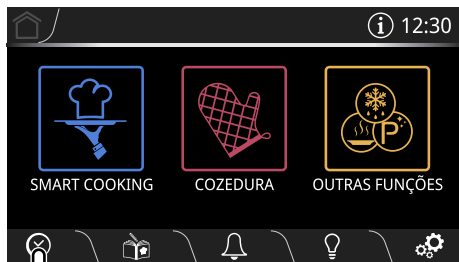 i 12:30
SMART COOKING
COZEDURA
P
OUTRAS FUNÇÕES